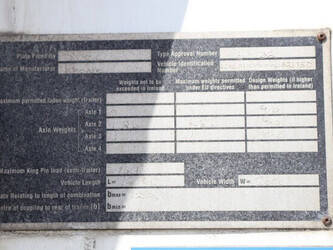 Plate Fitted by
Type Approval Number
Name of Manufacturer
Vehicle Identification Number
Weights not to be exceeded in Ireland
Maximum weights permitted under EU directives
Design Weights (if higher than permitted in Ireland)
Maximum permitted laden weight (trailer)
Axle Weights
Axle 1
Axle 2
Axle 3
Axle 4
Maximum King Pin load (semi-Trailer)
Vehicle Length L=
Vehicle Width W=
Data Relating to length of combination Dmax=
centre of coupling to rear of trailer (b) bmin=